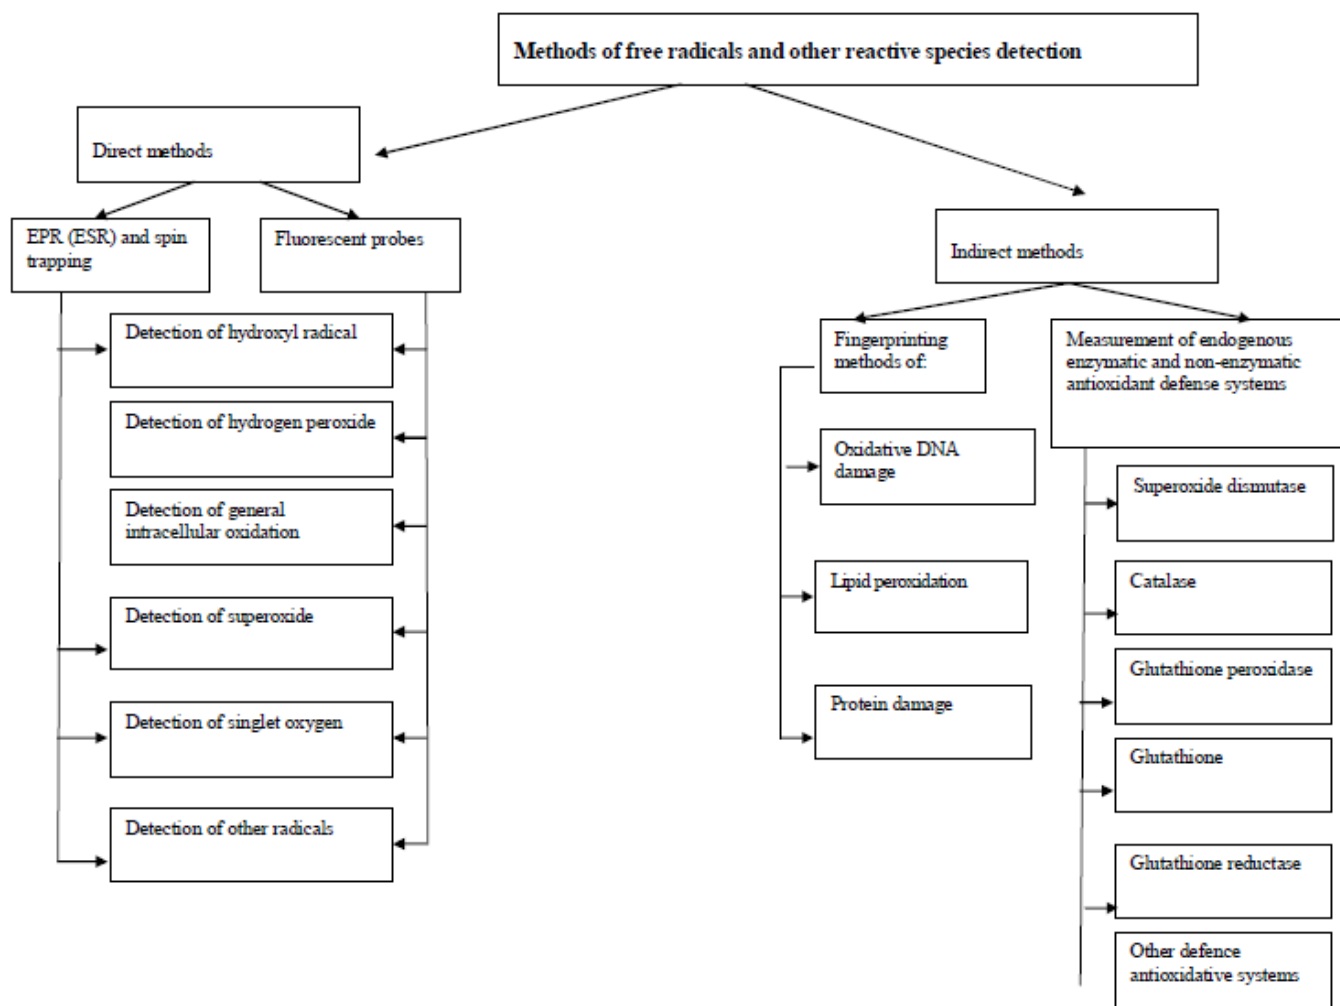 Methods of free radicals and other reactive species detection
Direct methods
EPR (ESR) and spin
trapping
Fluorescent probes
Detection of hydroxyl radical
Detection of hydrogen peroxide
Detection of general
intracellular oxidation
Detection of superoxide
Detection of singlet oxygen
Detection of other radicals
Indirect methods
Fingerprinting
methods of:
Oxidative DNA
damage
Lipid peroxidation
Protein damage
Measurement of endogenous
enzymatic and non-enzymatic
antioxidant defense systems
Superoxide dismutase
Catalase
Glutathione peroxidase
Glutathione
Glutathione reductase
Other defence
antioxidative systems